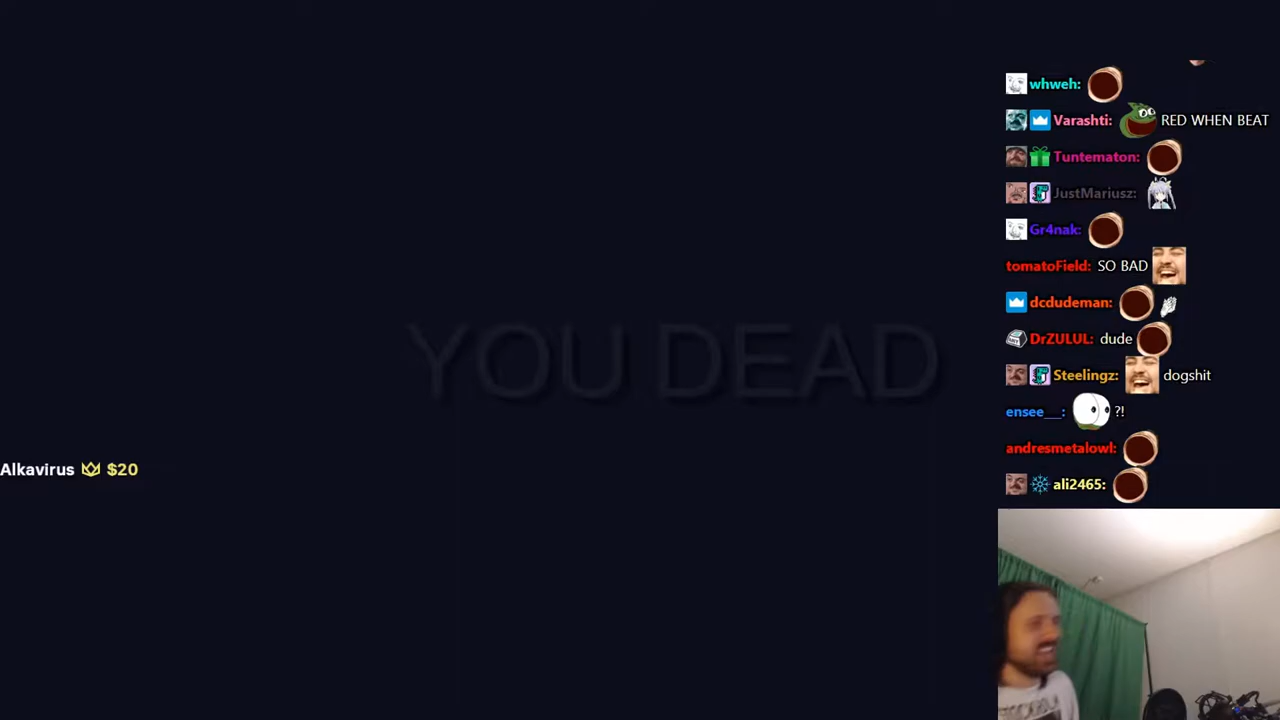 whweh:
Varashti: RED WHEN BEAT
Tuntematon:
JustMariusz:
Gr4nak:
tomatoField: SO BAD
dcdudeman:
DrZULUL: dude
Steelingz: dogshit
ensee__: ?!
andresmetalowl:
ali2465:
YOU DEAD
Alkavirus $20